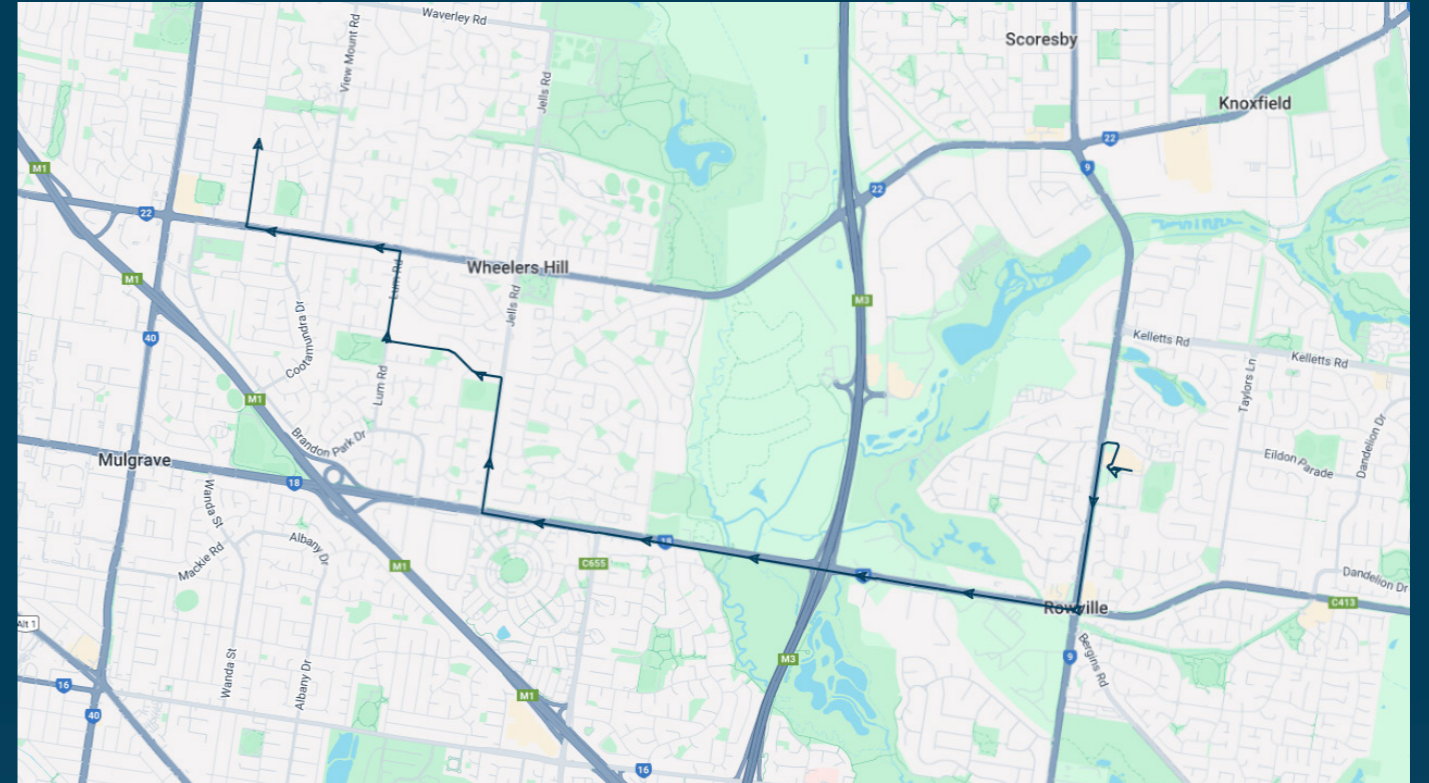 Waverley Rd
View Mount Rd
Scoresby
Jells Rd
Knoxfield
22
M1
9
22
22
Wheelers Hill
Lum Rd
M1
Jells Rd
M3
Cootamundra Dr
40
Kelletts Rd
Kelletts Rd
Lum Rd
Taylors Ln
M1
Dandelion Dr
Brandon Park Dr
Mulgrave
Eildon Parade
18
Wanda St
18
Albany Dr
Mackie Rd
M1
C655
Dandelion Dr
Rowville
C413
Alt 1
Bergins Rd
9
M3
Wanda St
Albany Dr
16
M1
40
16